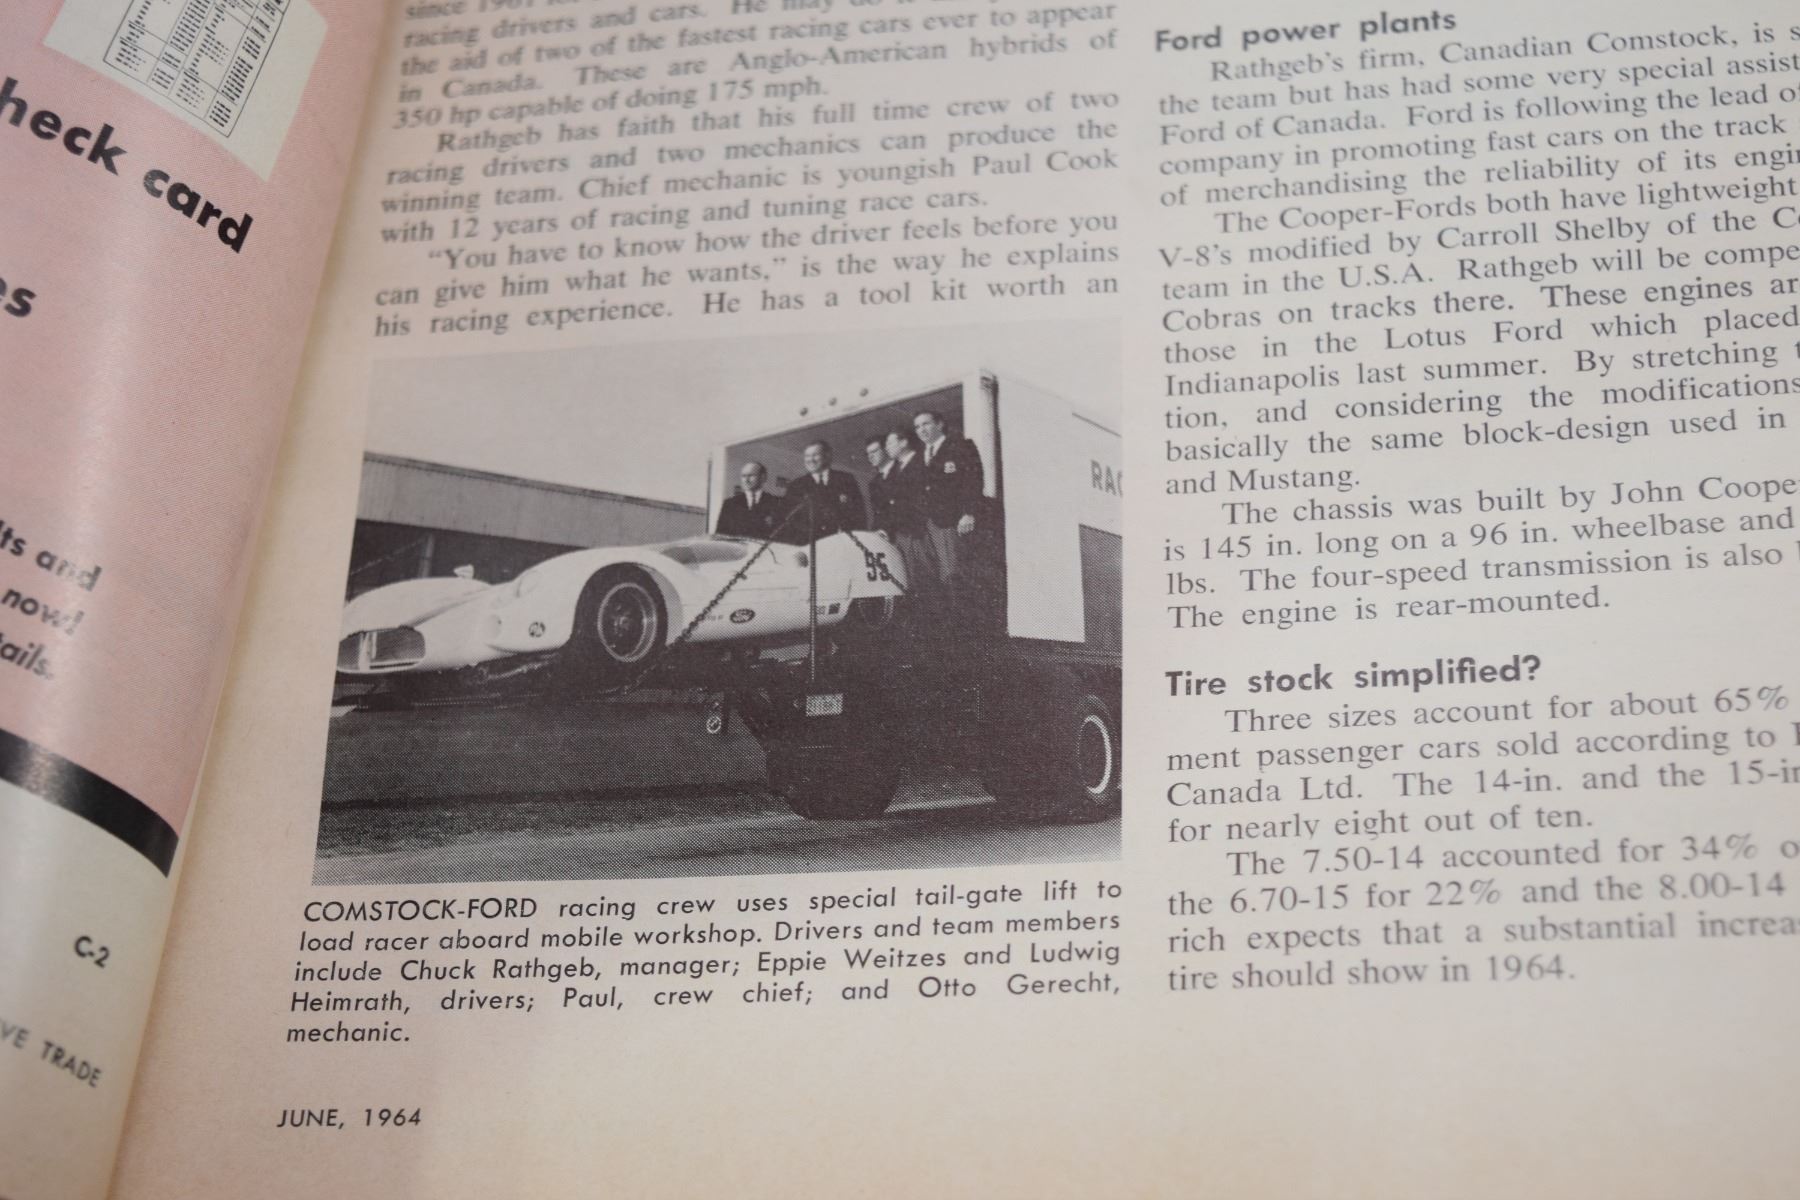 heck card
es
lts and
now!
tails.
C-2
VE TRADE
since 1961
racing drivers and cars. He may do
the aid of two of the fastest racing cars ever to appear
in Canada. These are Anglo-American hybrids of
350 hp capable of doing 175 mph.
Rathgeb has faith that his full time crew of two
racing drivers and two mechanics can produce the
winning team. Chief mechanic is youngish Paul Cook
with 12 years of racing and tuning race cars.
“You have to know how the driver feels before you
can give him what he wants,” is the way he explains
his racing experience. He has a tool kit worth an
RAC
95
Ford
COMSTOCK-FORD racing crew uses special tail-gate lift to
load racer aboard mobile workshop. Drivers and team members
include Chuck Rathgeb, manager; Eppie Weitzes and Ludwig
Heimrath, drivers; Paul, crew chief; and Otto Gerecht,
mechanic.
JUNE, 1964
Ford power plants
Rathgeb’s firm, Canadian Comstock, is s
the team but has had some very special assist
Ford of Canada. Ford is following the lead o
company in promoting fast cars on the track
of merchandising the reliability of its engin
The Cooper-Fords both have lightweight
V-8’s modified by Carroll Shelby of the Co
team in the U.S.A. Rathgeb will be compe
Cobras on tracks there. These engines ar
those in the Lotus Ford which placed
Indianapolis last summer. By stretching t
tion, and considering the modifications
basically the same block-design used in
and Mustang.
The chassis was built by John Coope
is 145 in. long on a 96 in. wheelbase and
lbs. The four-speed transmission is also
The engine is rear-mounted.
Tire stock simplified?
Three sizes account for about 65%
ment passenger cars sold according to
Canada Ltd. The 14-in. and the 15-in
for nearly eight out of ten.
The 7.50-14 accounted for 34% o
the 6.70-15 for 22% and the 8.00-14
rich expects that a substantial increas
tire should show in 1964.